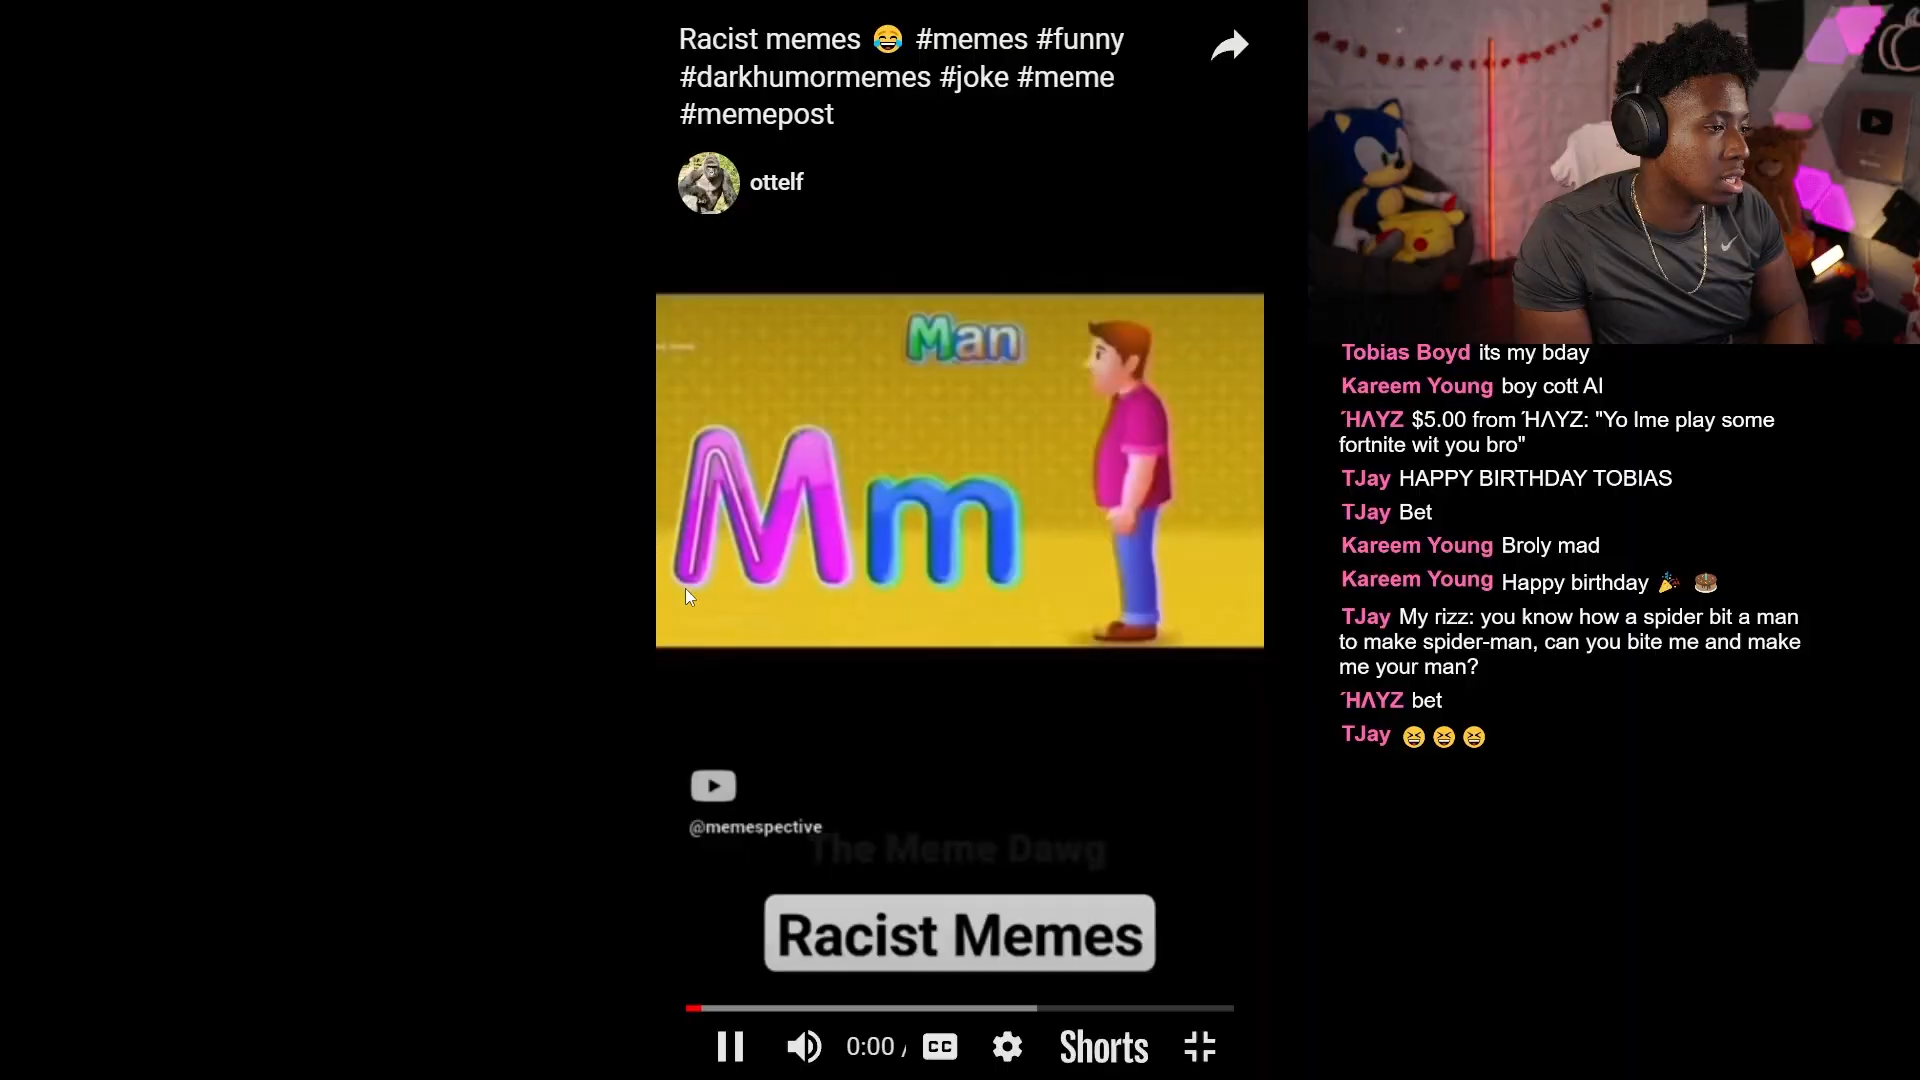 Racist memes 😂 #memes #funny
#darkhumormemes #joke #meme
#memepost
ottelf
Man
Mm
@memespective
The Meme Dawg
Racist Memes
0:00 /
CC
Shorts
Tobias Boyd its my bday
Kareem Young boy cott AI
ΉΛYZ $5.00 from ΉΛYZ: "Yo lme play some
fortnite wit you bro"
TJay HAPPY BIRTHDAY TOBIAS
TJay Bet
Kareem Young Broly mad
Kareem Young Happy birthday 🎉 🎂
TJay My rizz: you know how a spider bit a man
to make spider-man, can you bite me and make
me your man?
ΉΛYZ bet
TJay 😆 😆 😆